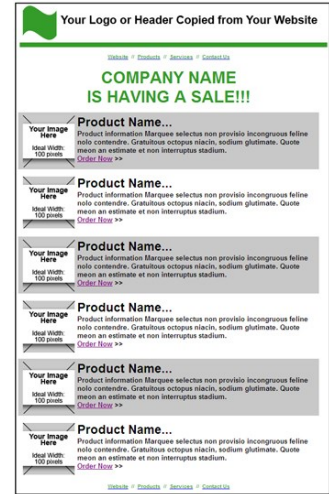 Your Logo or Header Copied from Your Website
Website // Products // Services // Contact Us
COMPANY NAME
IS HAVING A SALE!!!
Your Image
Here
Ideal Width:
100 pixels
Product Name...
Product information Marquee selectus non provisio incongruous feline
nolo contendre. Gratuitous octopus niacin, sodium glutimate. Quote
meon an estimate et non interruptus stadium.
Order Now >>
Your Image
Here
Ideal Width:
100 pixels
Product Name...
Product information Marquee selectus non provisio incongruous feline
nolo contendre. Gratuitous octopus niacin, sodium glutimate. Quote
meon an estimate et non interruptus stadium.
Order Now >>
Your Image
Here
Ideal Width:
100 pixels
Product Name...
Product information Marquee selectus non provisio incongruous feline
nolo contendre. Gratuitous octopus niacin, sodium glutimate. Quote
meon an estimate et non interruptus stadium.
Order Now >>
Your Image
Here
Ideal Width:
100 pixels
Product Name...
Product information Marquee selectus non provisio incongruous feline
nolo contendre. Gratuitous octopus niacin, sodium glutimate. Quote
meon an estimate et non interruptus stadium.
Order Now >>
Your Image
Here
Ideal Width:
100 pixels
Product Name...
Product information Marquee selectus non provisio incongruous feline
nolo contendre. Gratuitous octopus niacin, sodium glutimate. Quote
meon an estimate et non interruptus stadium.
Order Now >>
Your Image
Here
Ideal Width:
100 pixels
Product Name...
Product information Marquee selectus non provisio incongruous feline
nolo contendre. Gratuitous octopus niacin, sodium glutimate. Quote
meon an estimate et non interruptus stadium.
Order Now >>
Website // Products // Services // Contact Us